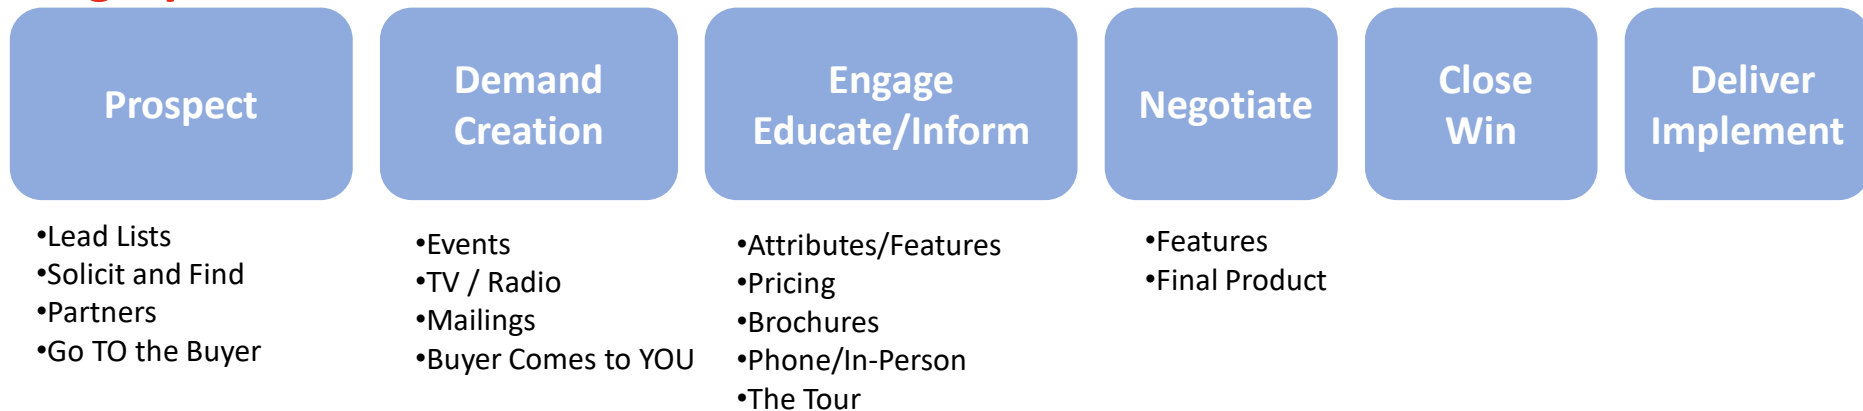 Prospect
Demand
Creation
Engage
Educate/Inform
Negotiate
Close
Win
Deliver
Implement
•Lead Lists
•Solicit and Find
•Partners
•Go TO the Buyer
•Events
•TV / Radio
•Mailings
•Buyer Comes to YOU
•Attributes/Features
•Pricing
•Brochures
•Phone/In-Person
•The Tour
•Features
•Final Product